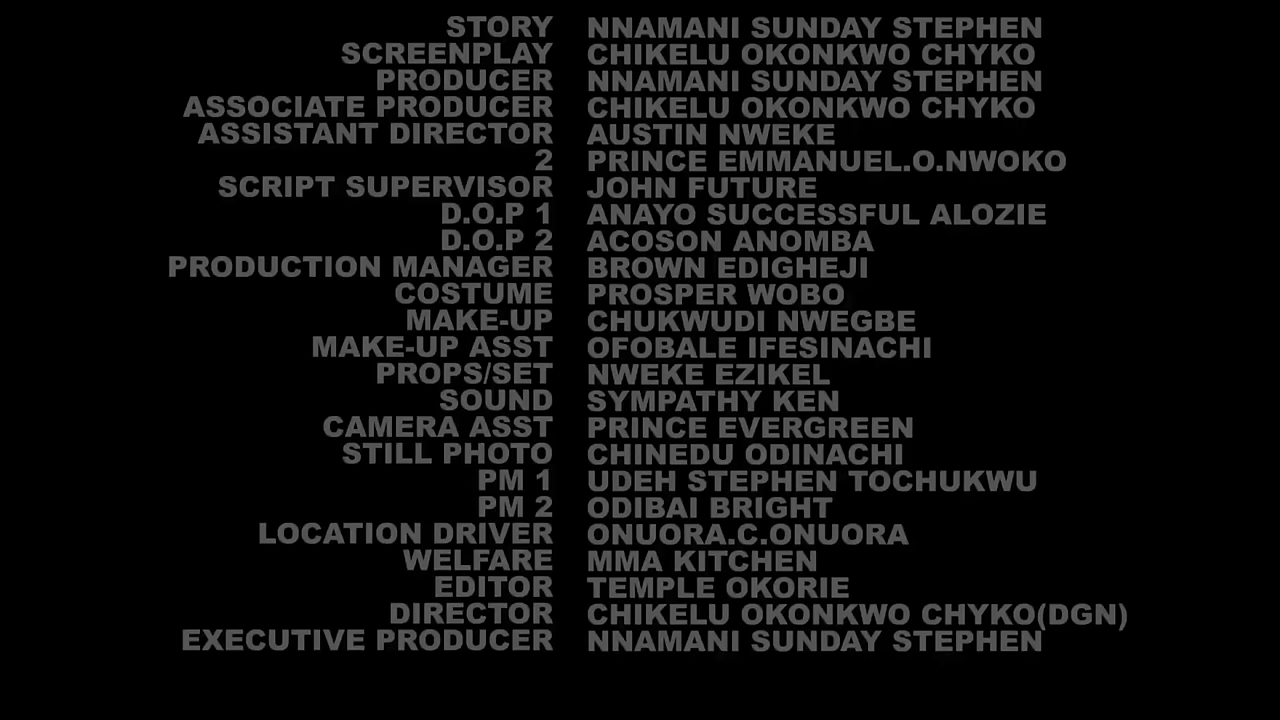 STORY NNAMANI SUNDAY STEPHEN
SCREENPLAY CHIKELU OKONKWO CHYKO
PRODUCER NNAMANI SUNDAY STEPHEN
ASSOCIATE PRODUCER CHIKELU OKONKWO CHYKO
ASSISTANT DIRECTOR AUSTIN NWEKE
2 PRINCE EMMANUEL.O.NWOKO
SCRIPT SUPERVISOR JOHN FUTURE
D.O.P 1 ANAYO SUCCESSFUL ALOZIE
D.O.P 2 ACOSON ANOMBA
PRODUCTION MANAGER BROWN EDIGHEJI
COSTUME PROSPER WOBO
MAKE-UP CHUKWUDI NWEGBE
MAKE-UP ASST OFOBALE IFESINACHI
PROPS/SET NWEKE EZIKEL
SOUND SYMPATHY KEN
CAMERA ASST PRINCE EVERGREEN
STILL PHOTO CHINEDU ODINACHI
PM 1 UDEH STEPHEN TOCHUKWU
PM 2 ODIBAI BRIGHT
LOCATION DRIVER ONUORA.C.ONUORA
WELFARE MMA KITCHEN
EDITOR TEMPLE OKORIE
DIRECTOR CHIKELU OKONKWO CHYKO(DGN)
EXECUTIVE PRODUCER NNAMANI SUNDAY STEPHEN